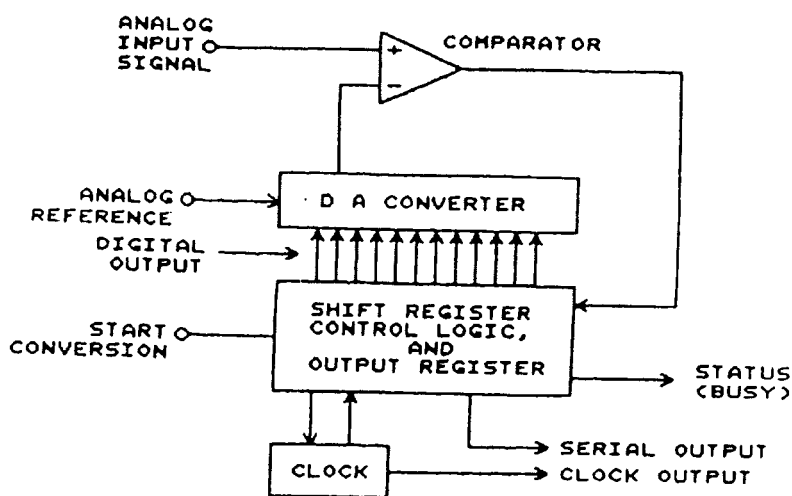 ANALOG
INPUT
SIGNAL
+
−
COMPARATOR
ANALOG
REFERENCE
D A CONVERTER
DIGITAL
OUTPUT
START
CONVERSION
SHIFT REGISTER
CONTROL LOGIC,
AND
OUTPUT REGISTER
STATUS
(BUSY)
SERIAL OUTPUT
CLOCK
CLOCK OUTPUT